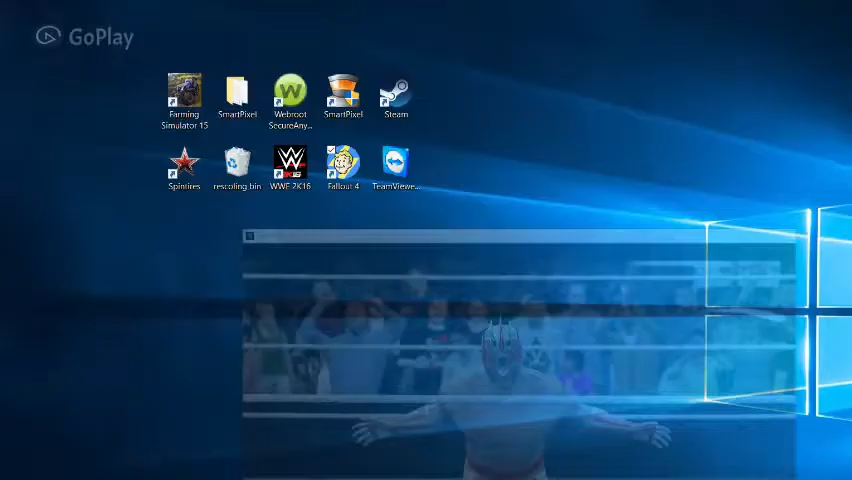 GoPlay
Farming
Simulator 15
SmartPixel
Webroot
SecureAny...
SmartPixel
Steam
Spintires
rescoling bin
WWE 2K16
Fallout 4
TeamViewe...